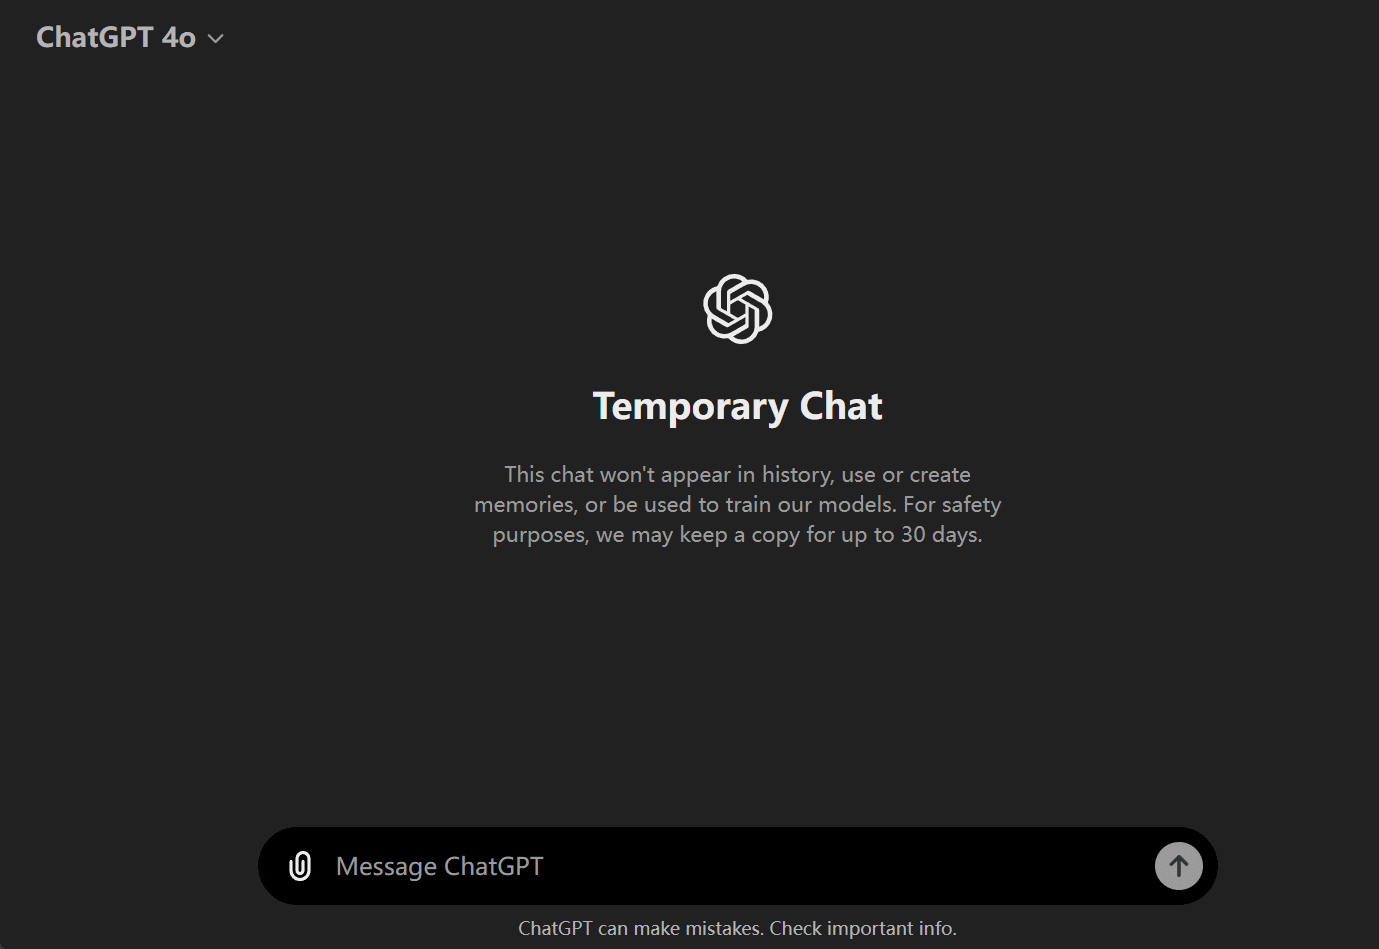 ChatGPT 4o
Temporary Chat
This chat won't appear in history, use or create
memories, or be used to train our models. For safety
purposes, we may keep a copy for up to 30 days.
Message ChatGPT
ChatGPT can make mistakes. Check important info.